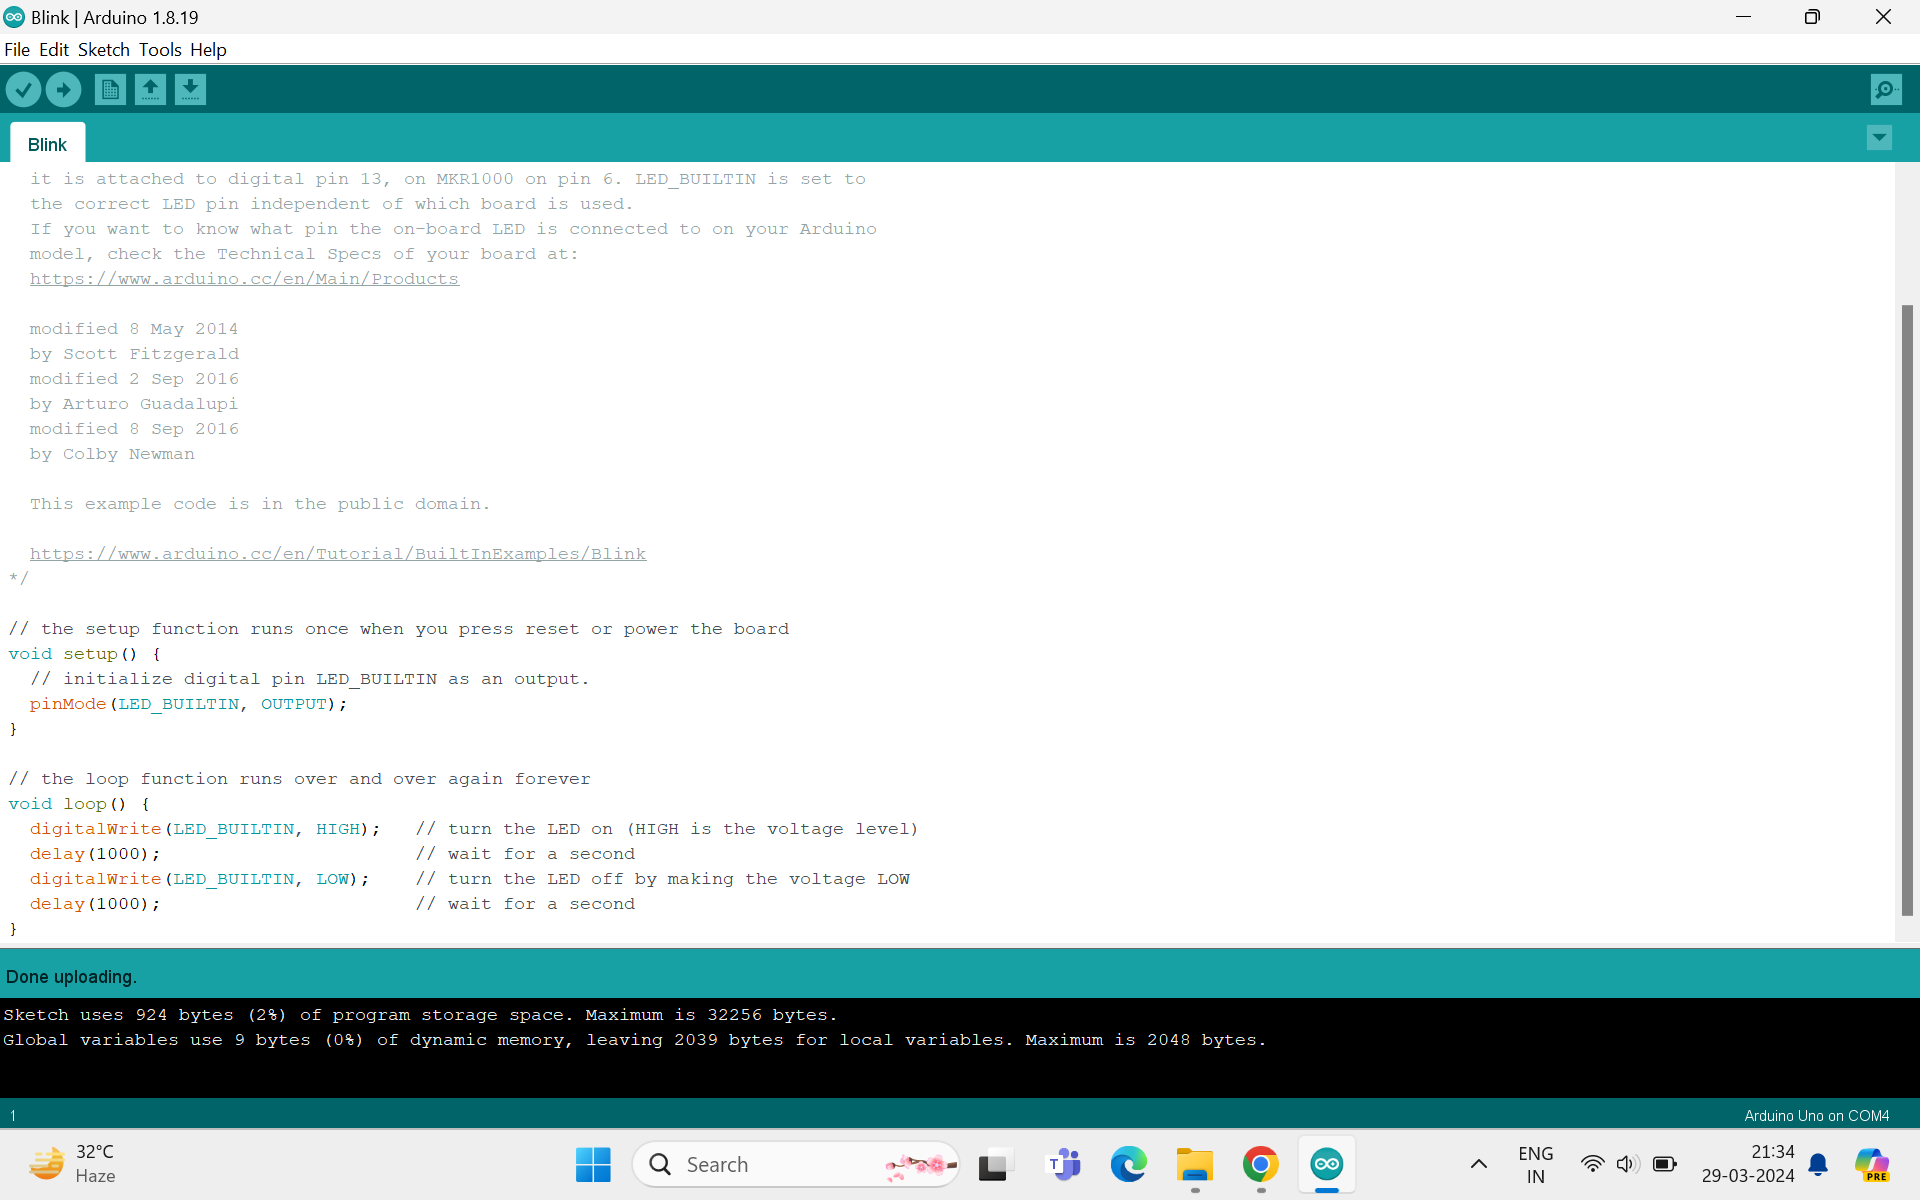 Blink | Arduino 1.8.19
File Edit Sketch Tools Help
Blink
it is attached to digital pin 13, on MKR1000 on pin 6. LED_BUILTIN is set to
the correct LED pin independent of which board is used.
If you want to know what pin the on-board LED is connected to on your Arduino
model, check the Technical Specs of your board at:
https://www.arduino.cc/en/Main/Products
modified 8 May 2014
by Scott Fitzgerald
modified 2 Sep 2016
by Arturo Guadalupi
modified 8 Sep 2016
by Colby Newman
This example code is in the public domain.
https://www.arduino.cc/en/Tutorial/BuiltInExamples/Blink
*/
// the setup function runs once when you press reset or power the board
void setup() {
// initialize digital pin LED_BUILTIN as an output.
pinMode(LED_BUILTIN, OUTPUT);
}
// the loop function runs over and over again forever
void loop() {
digitalWrite(LED_BUILTIN, HIGH);   // turn the LED on (HIGH is the voltage level)
delay(1000);                       // wait for a second
digitalWrite(LED_BUILTIN, LOW);    // turn the LED off by making the voltage LOW
delay(1000);                       // wait for a second
}
Done uploading.
Sketch uses 924 bytes (2%) of program storage space. Maximum is 32256 bytes.
Global variables use 9 bytes (0%) of dynamic memory, leaving 2039 bytes for local variables. Maximum is 2048 bytes.
1
Arduino Uno on COM4
32°C
Haze
Search
T
ENG
IN
21:34
29-03-2024
PRE